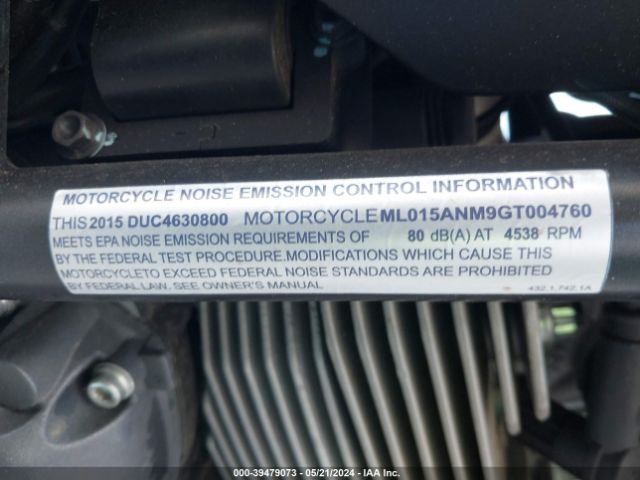 MOTORCYCLE NOISE EMISSION CONTROL INFORMATION
THIS 2015 DUC4630800 MOTORCYCLE ML015ANM9GT004760
MEETS EPA NOISE EMISSION REQUIREMENTS OF 80 dB(A) AT 4538 RPM
BY THE FEDERAL TEST PROCEDURE.MODIFICATIONS WHICH CAUSE THIS
MOTORCYCLETO EXCEED FEDERAL NOISE STANDARDS ARE PROHIBITED
BY FEDERAL LAW. SEE OWNER'S MANUAL
432.1.742.1A
000-39479073 - 05/21/2024 - IAA Inc.